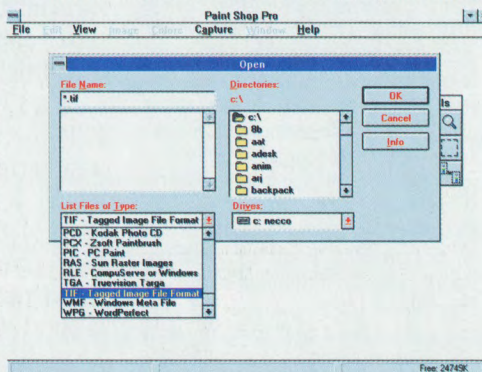 Paint Shop Pro
File Edit View Image Colors Capture Window Help
Open
File Name:
*.tif
Directories:
c:\
c:\
8b
aat
adesk
anim
arj
backpack
OK
Cancel
Info
ls
List Files of Type:
TIF - Tagged Image File Format
PCD - Kodak Photo CD
PCX - Zsoft Paintbrush
PIC - PC Paint
RAS - Sun Raster Images
RLE - CompuServe or Windows
TGA - Truevision Targa
TIF - Tagged Image File Format
WMF - Windows Meta File
WPG - WordPerfect
Drives:
c: necco
Free: 24749K